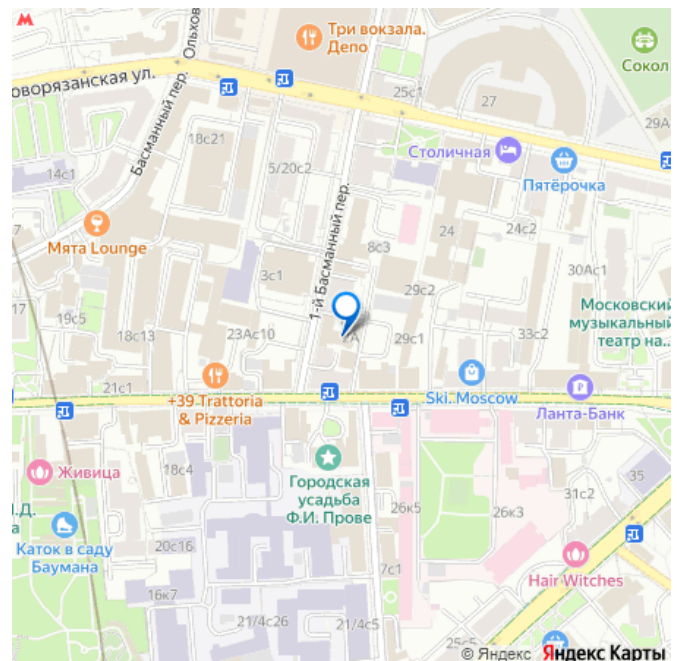 Три вокзала.
Депо
Ольхов
Сокол
оворязанская ул.
25с1
27
29А
18с21
Басманный пер.
5/20с2
Столичная
Пятёрочка
14с1
1-й Басманный пер.
24
24с2
7
Мята Lounge
8с3
3с1
29с2
30Ас1
17
19с5
18с13
23Ас10
29с1
33с2
Московский
музыкальный
театр на...
21с1
+39 Trattoria
& Pizzeria
Ski. Moscow
Ланта-Банк
Живица
18с4
Городская
усадьба
Ф.И. Прове
35
26к5
26к3
31с2
.Д.
а
Каток в саду
Баумана
20с16
7с1
Hair Witches
16к7
21/4с26
21/4с5
25с5
© Яндекс Яндекс Карты